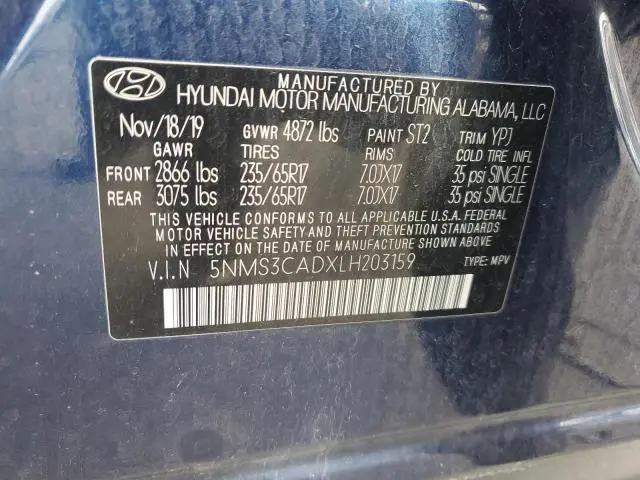 MANUFACTURED BY
HYUNDAI MOTOR MANUFACTURING ALABAMA, LLC
Nov/18/19 GVWR 4872 lbs PAINT ST2 TRIM YPJ
GAWR TIRES RIMS COLD TIRE INFL
FRONT 2866 lbs 235/65R17 7.0JX17 35 psi SINGLE
REAR 3075 lbs 235/65R17 7.0JX17 35 psi SINGLE
THIS VEHICLE CONFORMS TO ALL APPLICABLE U.S.A. FEDERAL
MOTOR VEHICLE SAFETY AND THEFT PREVENTION STANDARDS
IN EFFECT ON THE DATE OF MANUFACTURE SHOWN ABOVE.
V.I.N 5NMS3CADXLH203159 TYPE: MPV